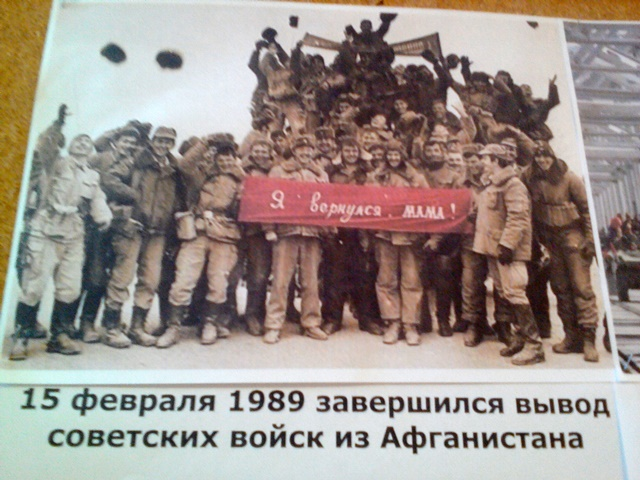 Я вернулся, мама!
15 февраля 1989 завершился вывод
советских войск из Афганистана